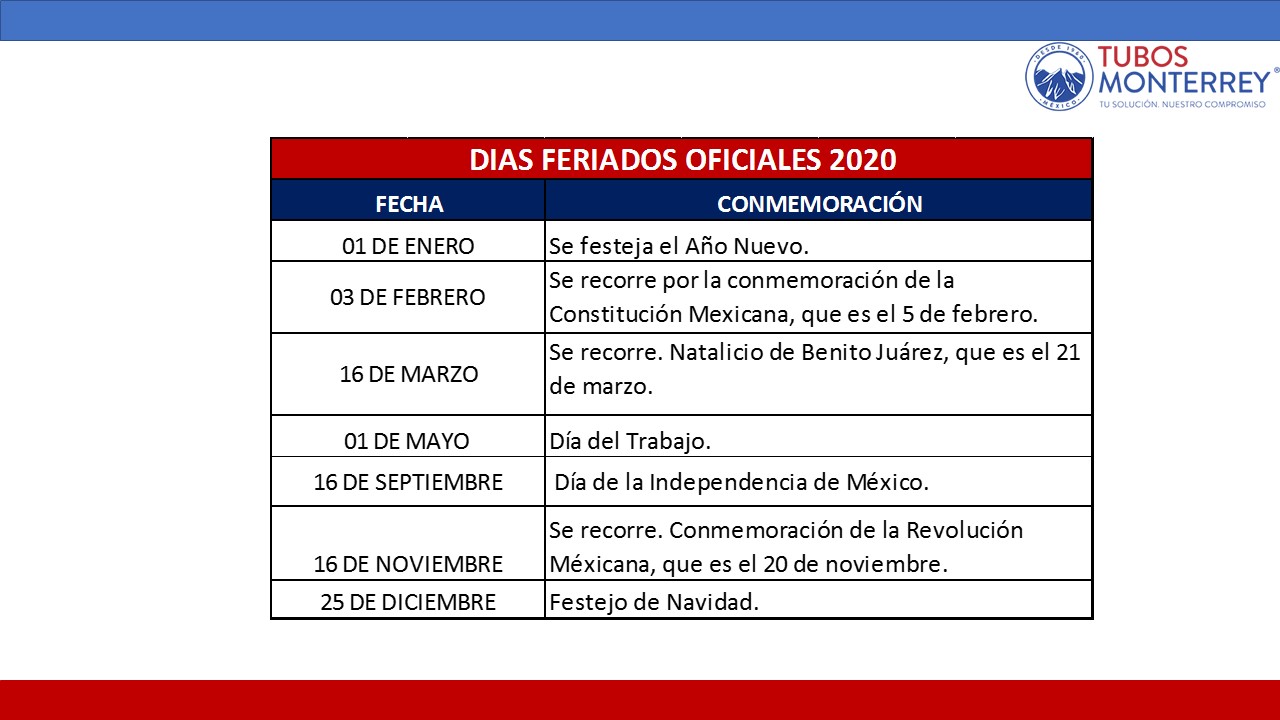 DESDE 1960
MÉXICO
TUBOS
MONTERREY®
TU SOLUCIÓN. NUESTRO COMPROMISO
DIAS FERIADOS OFICIALES 2020
FECHA CONMEMORACIÓN
01 DE ENERO Se festeja el Año Nuevo.
03 DE FEBRERO Se recorre por la conmemoración de la
Constitución Mexicana, que es el 5 de febrero.
16 DE MARZO Se recorre. Natalicio de Benito Juárez, que es el 21
de marzo.
01 DE MAYO Día del Trabajo.
16 DE SEPTIEMBRE Día de la Independencia de México.
Se recorre. Conmemoración de la Revolución
16 DE NOVIEMBRE Méxicana, que es el 20 de noviembre.
25 DE DICIEMBRE Festejo de Navidad.